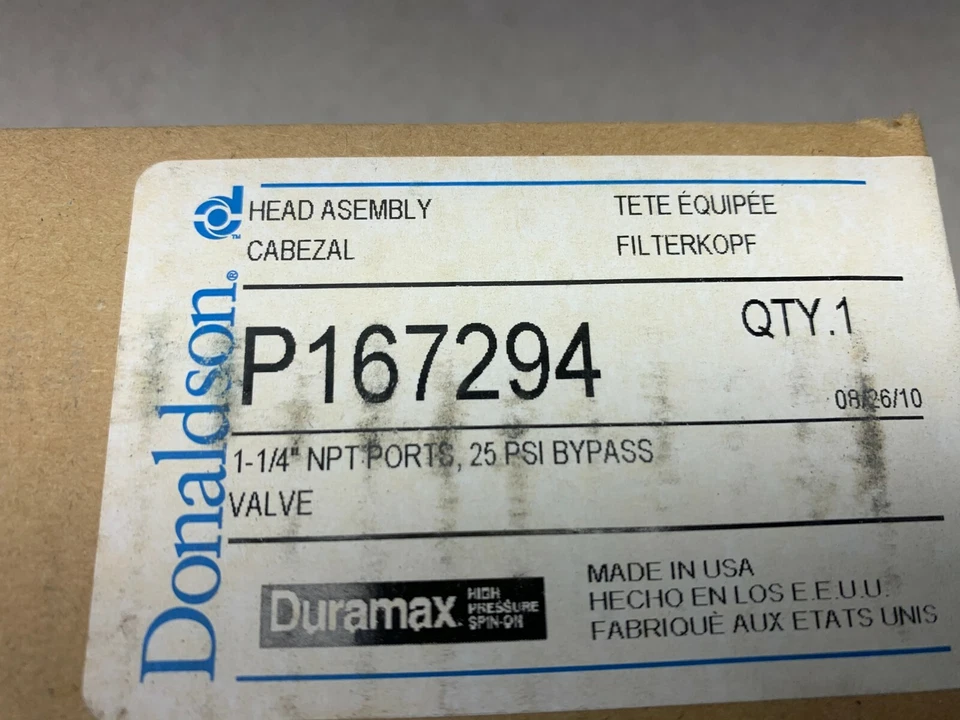 Donaldson®
™
HEAD ASEMBLY
TETE ÉQUIPÉE
CABEZAL
FILTERKOPF
P167294
QTY.1
08/26/10
1-1/4" NPT PORTS, 25 PSI BYPASS
VALVE
Duramax.
HIGH
PRESSURE
SPIN-ON
MADE IN USA
HECHO EN LOS E.E.U.U.
FABRIQUÈ AUX ETATS UNIS